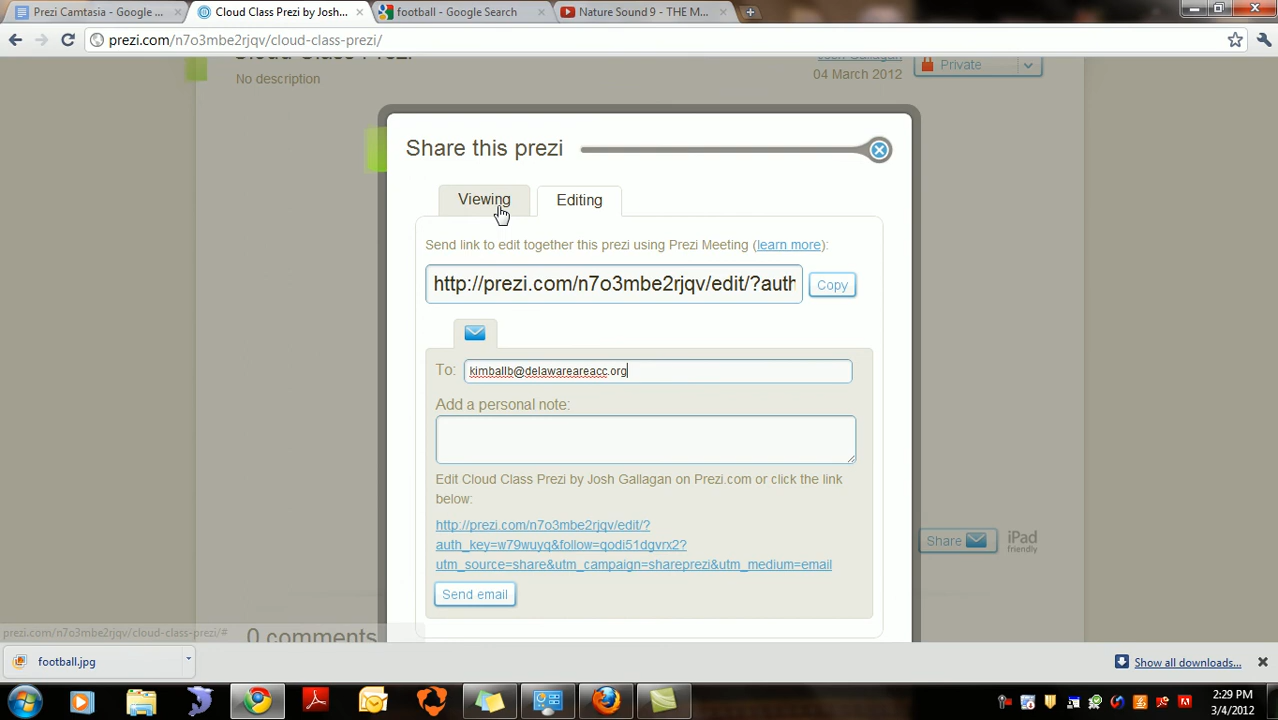 Prezi Camtasia - Google ...
Cloud Class Prezi by Josh...
football - Google Search
Nature Sound 9 - THE M...
prezi.com/n7o3mbe2rjqv/cloud-class-prezi/
Cloud Class Prezi
Josh Gallagan
No description
04 March 2012
Private
Share this prezi
Viewing
Editing
Send link to edit together this prezi using Prezi Meeting (learn more):
http://prezi.com/n7o3mbe2rjqv/edit/?auth
Copy
To: kimballb@delawareareacc.org
Add a personal note:
Edit Cloud Class Prezi by Josh Gallagan on Prezi.com or click the link
below:
http://prezi.com/n7o3mbe2rjqv/edit/?
auth_key=w79wuyq&follow=qodi51dgvrx2?
utm_source=share&utm_campaign=shareprezi&utm_medium=email
Send email
Share
iPad
friendly
prezi.com/n7o3mbe2rjqv/cloud-class-prezi/#
0 comments
football.jpg
Show all downloads...
2:29 PM
3/4/2012